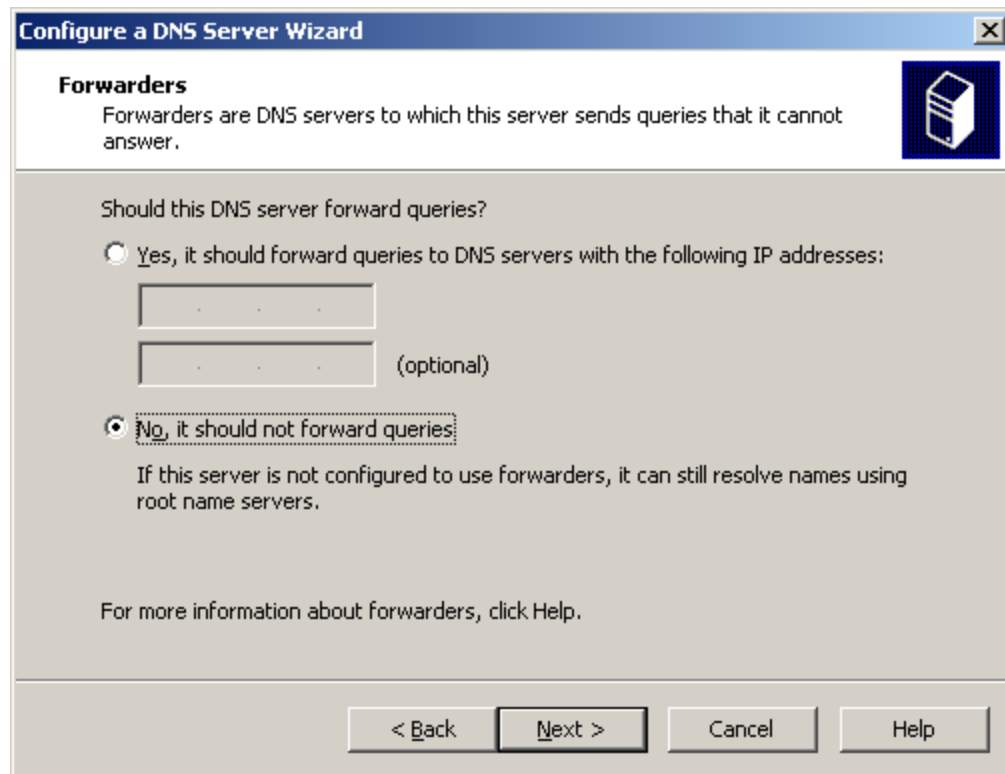 Configure a DNS Server Wizard
Forwarders
Forwarders are DNS servers to which this server sends queries that it cannot
answer.
Should this DNS server forward queries?
Yes, it should forward queries to DNS servers with the following IP addresses:
. . .
. . . (optional)
No, it should not forward queries
If this server is not configured to use forwarders, it can still resolve names using
root name servers.
For more information about forwarders, click Help.
< Back Next > Cancel Help